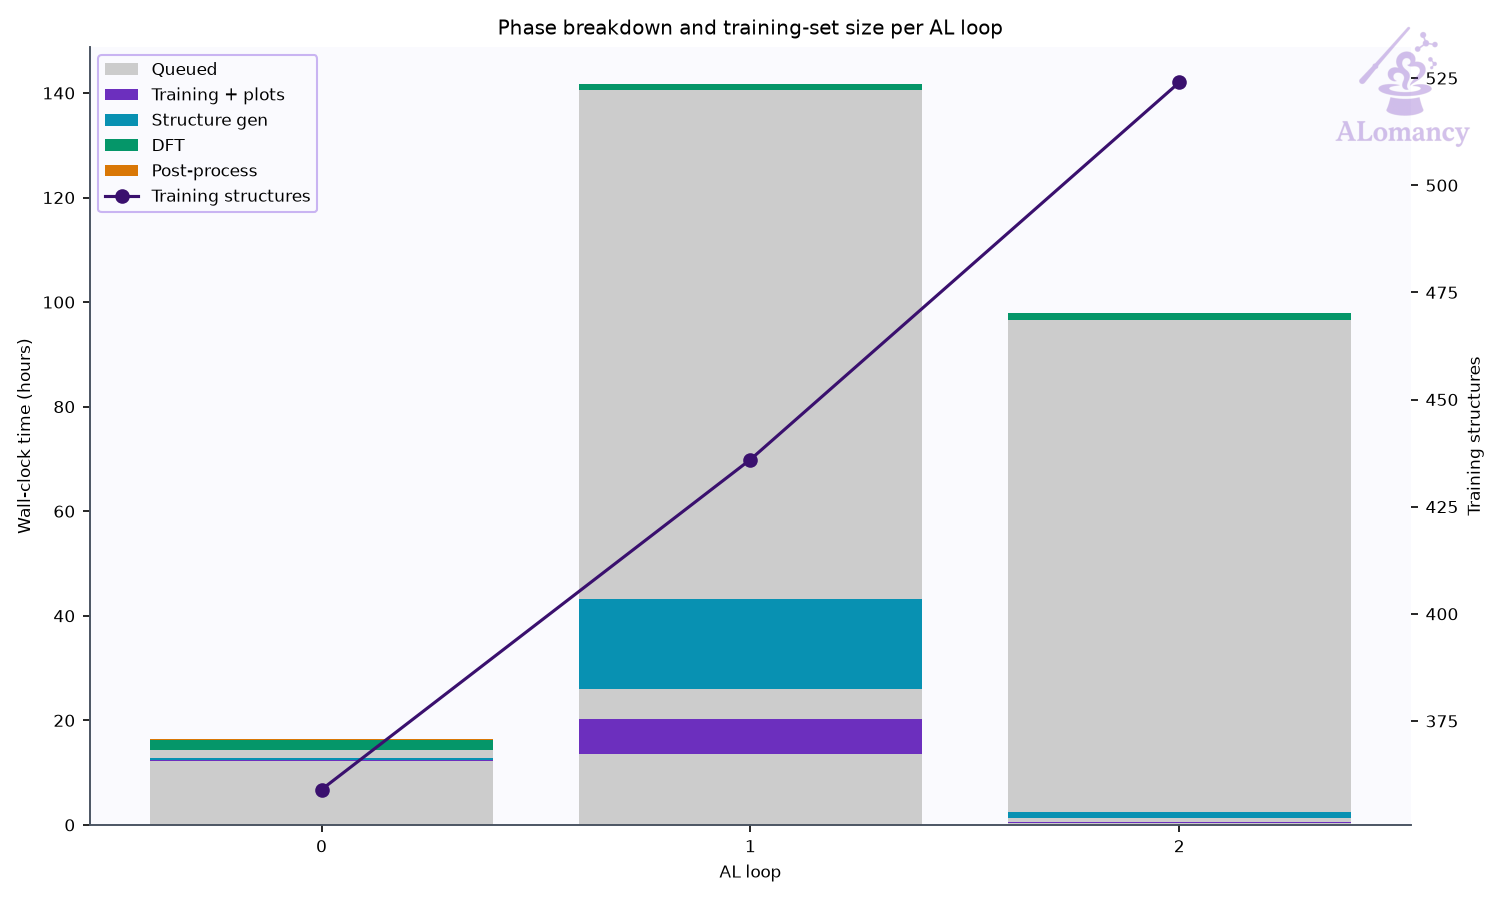 Phase breakdown and training-set size per AL loop
Queued
Training + plots
Structure gen
DFT
Post-process
Training structures
ALomancy
Wall-clock time (hours)
140
120
100
80
60
40
20
0
525
500
475
450
425
400
375
Training structures
0 1 2
AL loop